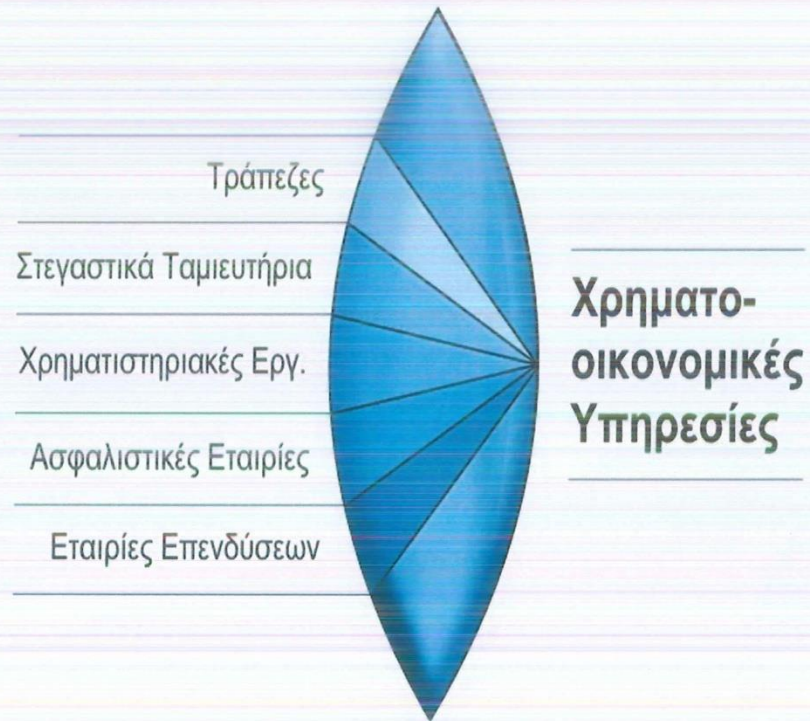 Τράπεζες
Στεγαστικά Ταμιευτήρια
Χρηματιστηριακές Εργ.
Ασφαλιστικές Εταιρίες
Εταιρίες Επενδύσεων
Χρηματο-
οικονομικές
Υπηρεσίες